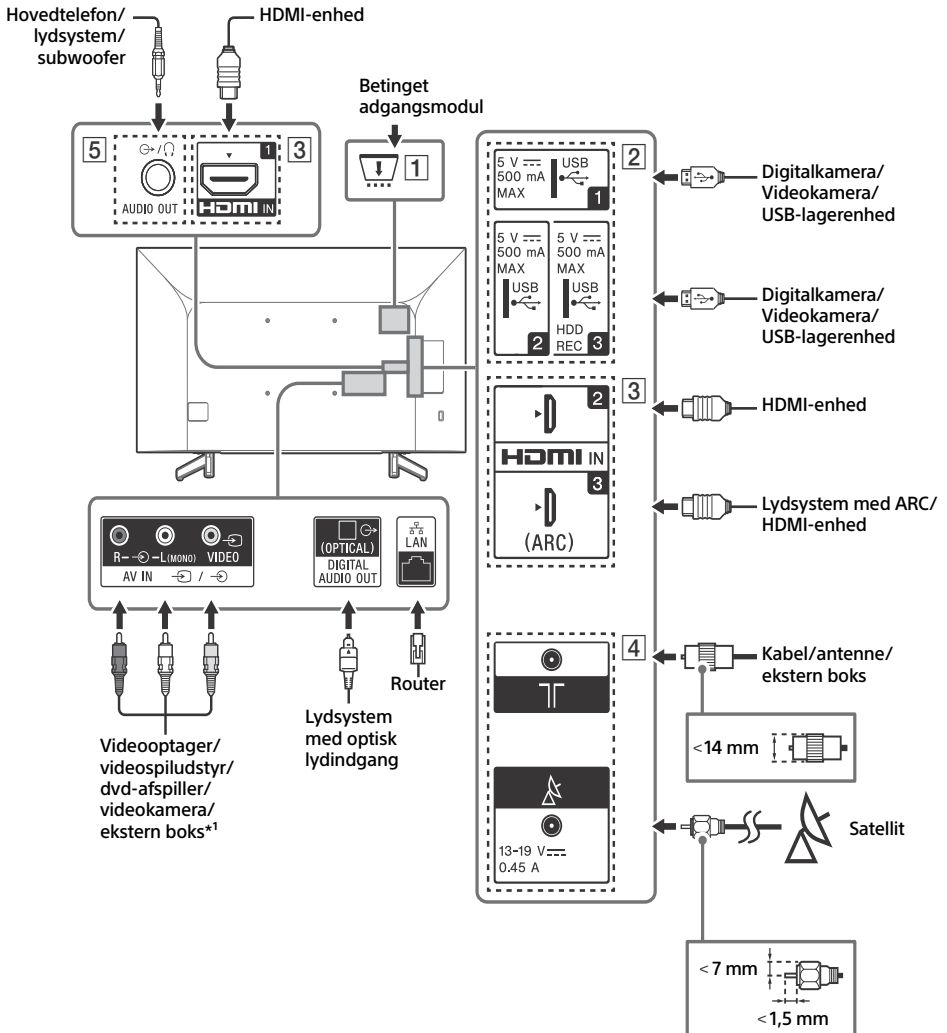 Hovedtelefon/
lydsystem/
subwoofer
HDMI-enhed
Betinget
adgangsmodul
5
AUDIO OUT
1
HDMI IN
3
1
2
5 V
500 mA
MAX
USB
1
Digitalkamera/
Videokamera/
USB-lagerenhed
5 V
500 mA
MAX
USB
2
5 V
500 mA
MAX
USB
HDD
REC 3
Digitalkamera/
Videokamera/
USB-lagerenhed
3
2
HDMI IN
3
(ARC)
HDMI-enhed
Lydsystem med ARC/
HDMI-enhed
R
L(MONO)
VIDEO
AV IN
/
(OPTICAL)
DIGITAL
AUDIO OUT
LAN
Router
Lydsystem
med optisk
lydindgang
Videooptager/
videospiludstyr/
dvd-afspiller/
videokamera/
ekstern boks*1
4
Kabel/antenne/
ekstern boks
<14 mm
13-19 V
0.45 A
Satellit
<7 mm
<1,5 mm